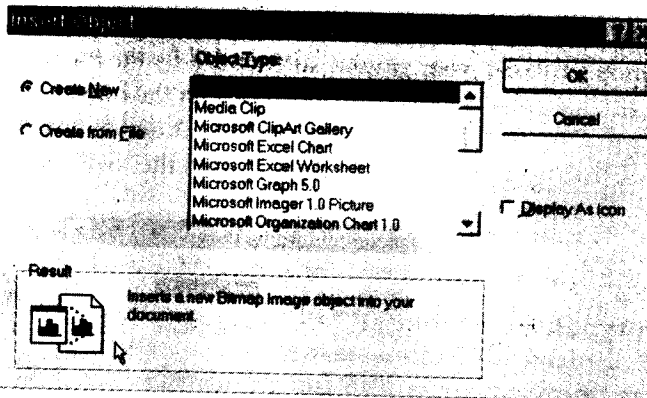 Insert Object
Object Type:
Create New
Create from File
Media Clip
Microsoft ClipArt Gallery
Microsoft Excel Chart
Microsoft Excel Worksheet
Microsoft Graph 5.0
Microsoft Imager 1.0 Picture
Microsoft Organization Chart 1.0
OK
Cancel
Display As Icon
Result
Inserts a new Bitmap Image object into your
document.